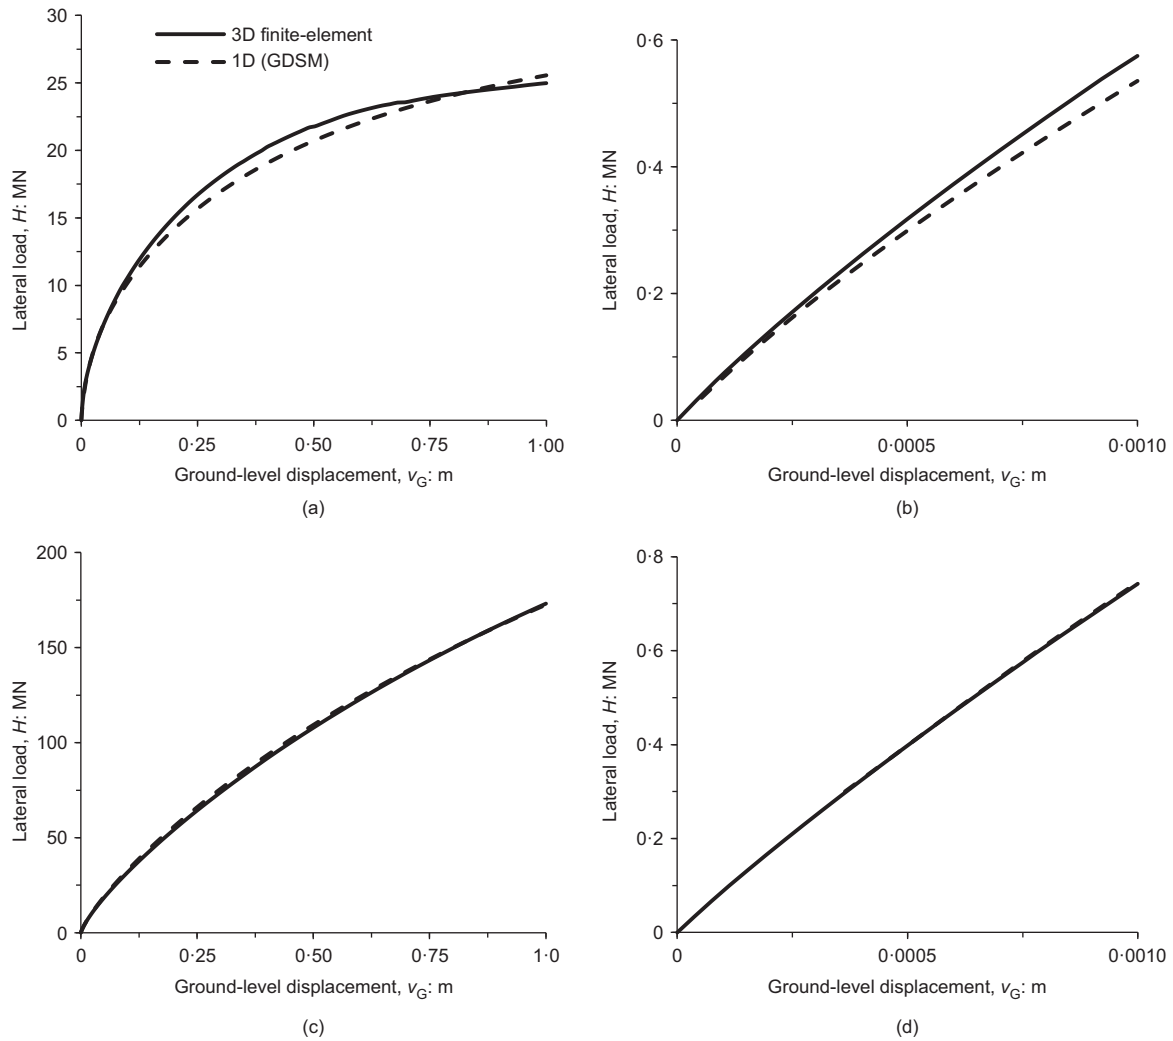 30
25
20
15
10
5
0
3D finite-element
1D (GDSM)
Lateral load, H: MN
0 0·25 0·50 0·75 1·00
Ground-level displacement, vG: m
(a)
0·6
0·4
0·2
0
Lateral load, H: MN
0 0·0005 0·0010
Ground-level displacement, vG: m
(b)
200
150
100
50
0
Lateral load, H: MN
0 0·25 0·50 0·75 1·0
Ground-level displacement, vG: m
(c)
0·8
0·6
0·4
0·2
0
Lateral load, H: MN
0 0·0005 0·0010
Ground-level displacement, vG: m
(d)